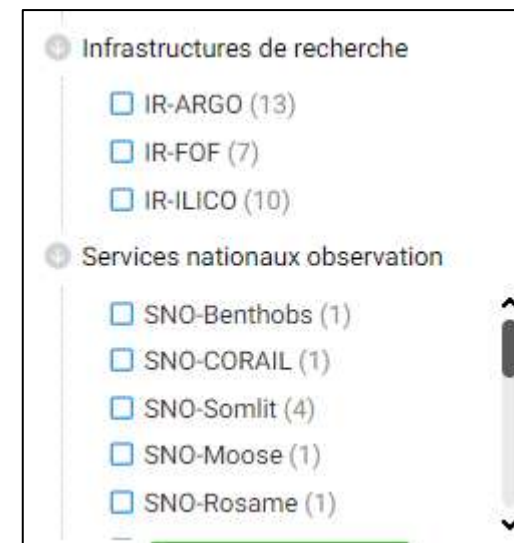 Infrastructures de recherche
IR-ARGO (13)
IR-FOF (7)
IR-ILICO (10)
Services nationaux observation
SNO-Benthobs (1)
SNO-CORAIL (1)
SNO-Somlit (4)
SNO-Moose (1)
SNO-Rosame (1)